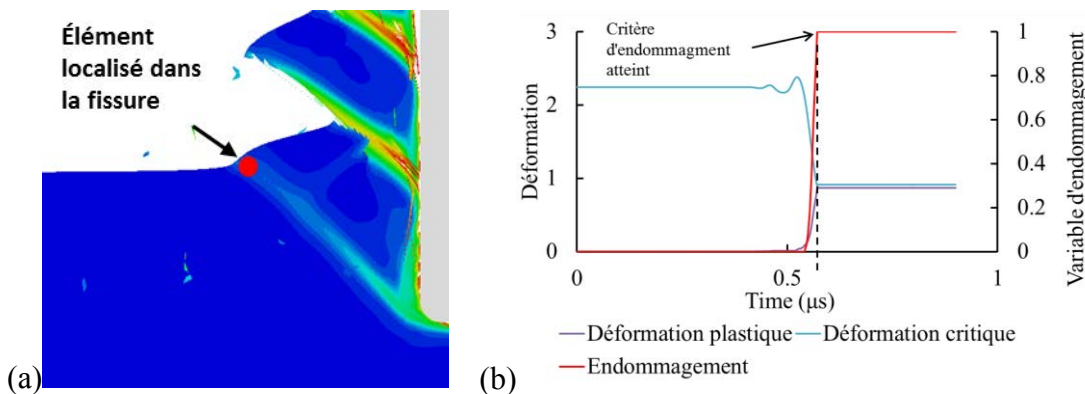 Élément
localisé dans
la fissure
(a)
Critère
d'endommagment
atteint
3
2
1
0
Déformation
1
0.8
0.6
0.4
0.2
0
Variable d'endommagement
0
0.5
1
Time (µs)
Déformation plastique
Déformation critique
Endommagement
(b)